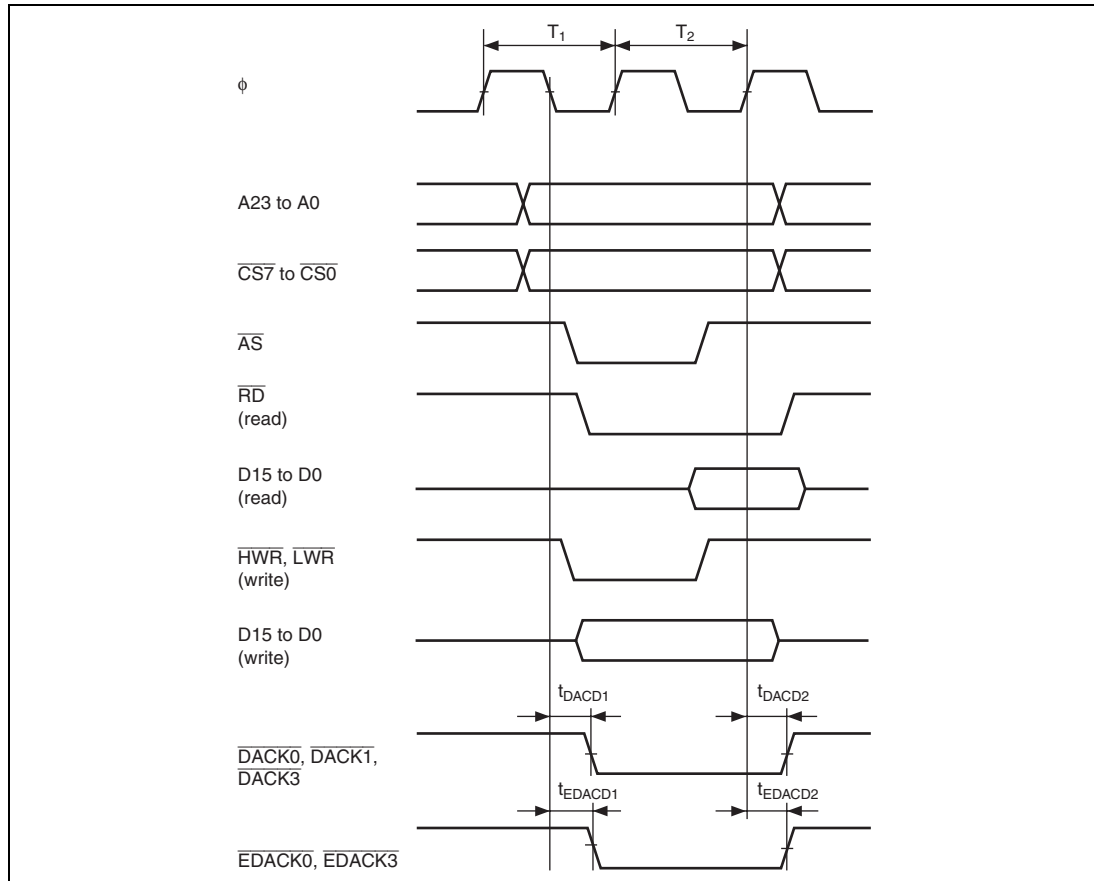 T1 T2
φ
A23 to A0
CS7 to CS0
AS
RD
(read)
D15 to D0
(read)
HWR, LWR
(write)
D15 to D0
(write)
tDACD1 tDACD2
DACK0, DACK1,
DACK3
tEDACD1 tEDACD2
EDACK0, EDACK3